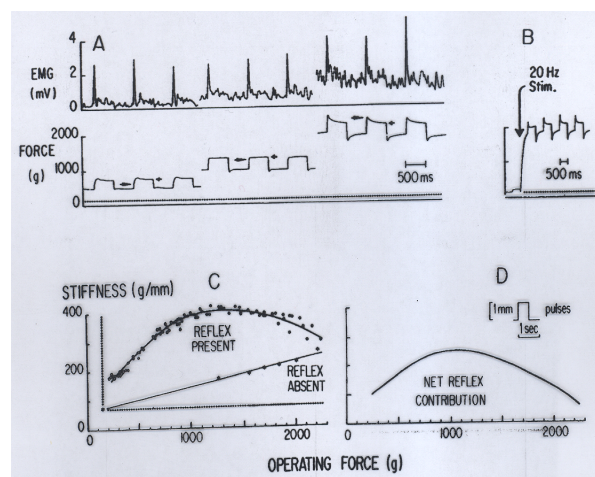 A
B
4
EMG
2
(mV)
0
20 Hz
Stim.
2000
FORCE
1000
(g)
0
500 ms
500 ms
C
D
STIFFNESS (g/mm)
400
REFLEX
PRESENT
200
REFLEX
ABSENT
0
0
1000
2000
1mm
pulses
1sec
NET REFLEX
CONTRIBUTION
0
1000
2000
OPERATING FORCE (g)